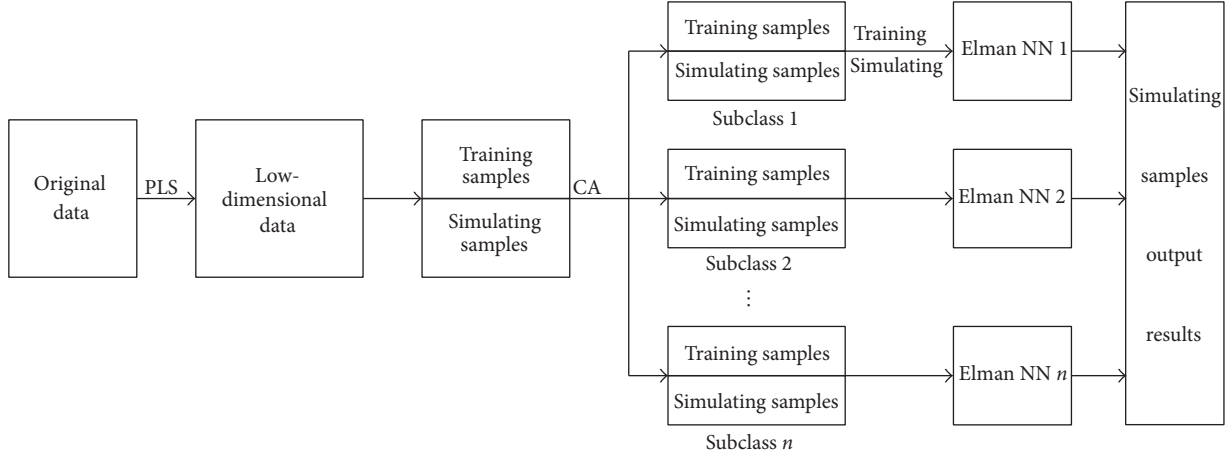 Original
data
PLS
Low-
dimensional
data
Training
samples
Simulating
samples
CA
Training samples
Simulating samples
Subclass 1
Training
Simulating
Elman NN 1
Training samples
Simulating samples
Subclass 2
Elman NN 2
⋮
Training samples
Simulating samples
Subclass n
Elman NN n
Simulating
samples
output
results